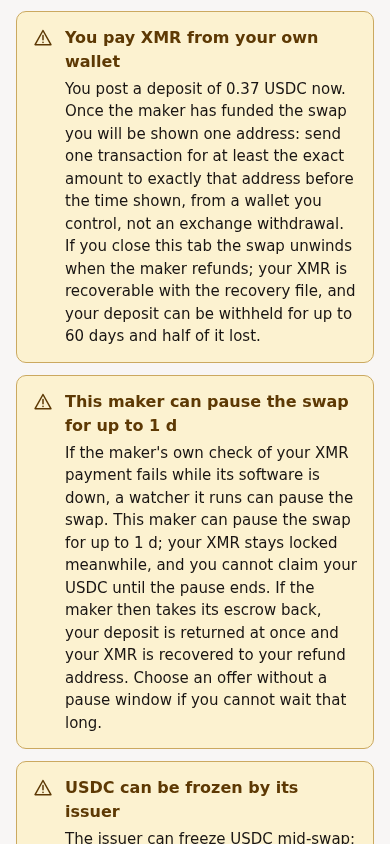 You pay XMR from your own
wallet
You post a deposit of 0.37 USDC now.
Once the maker has funded the swap
you will be shown one address: send
one transaction for at least the exact
amount to exactly that address before
the time shown, from a wallet you
control, not an exchange withdrawal.
If you close this tab the swap unwinds
when the maker refunds; your XMR is
recoverable with the recovery file, and
your deposit can be withheld for up to
60 days and half of it lost.
This maker can pause the swap
for up to 1 d
If the maker's own check of your XMR
payment fails while its software is
down, a watcher it runs can pause the
swap. This maker can pause the swap
for up to 1 d; your XMR stays locked
meanwhile, and you cannot claim your
USDC until the pause ends. If the
maker then takes its escrow back,
your deposit is returned at once and
your XMR is recovered to your refund
address. Choose an offer without a
pause window if you cannot wait that
long.
USDC can be frozen by its
issuer
The issuer can freeze USDC mid-swap;